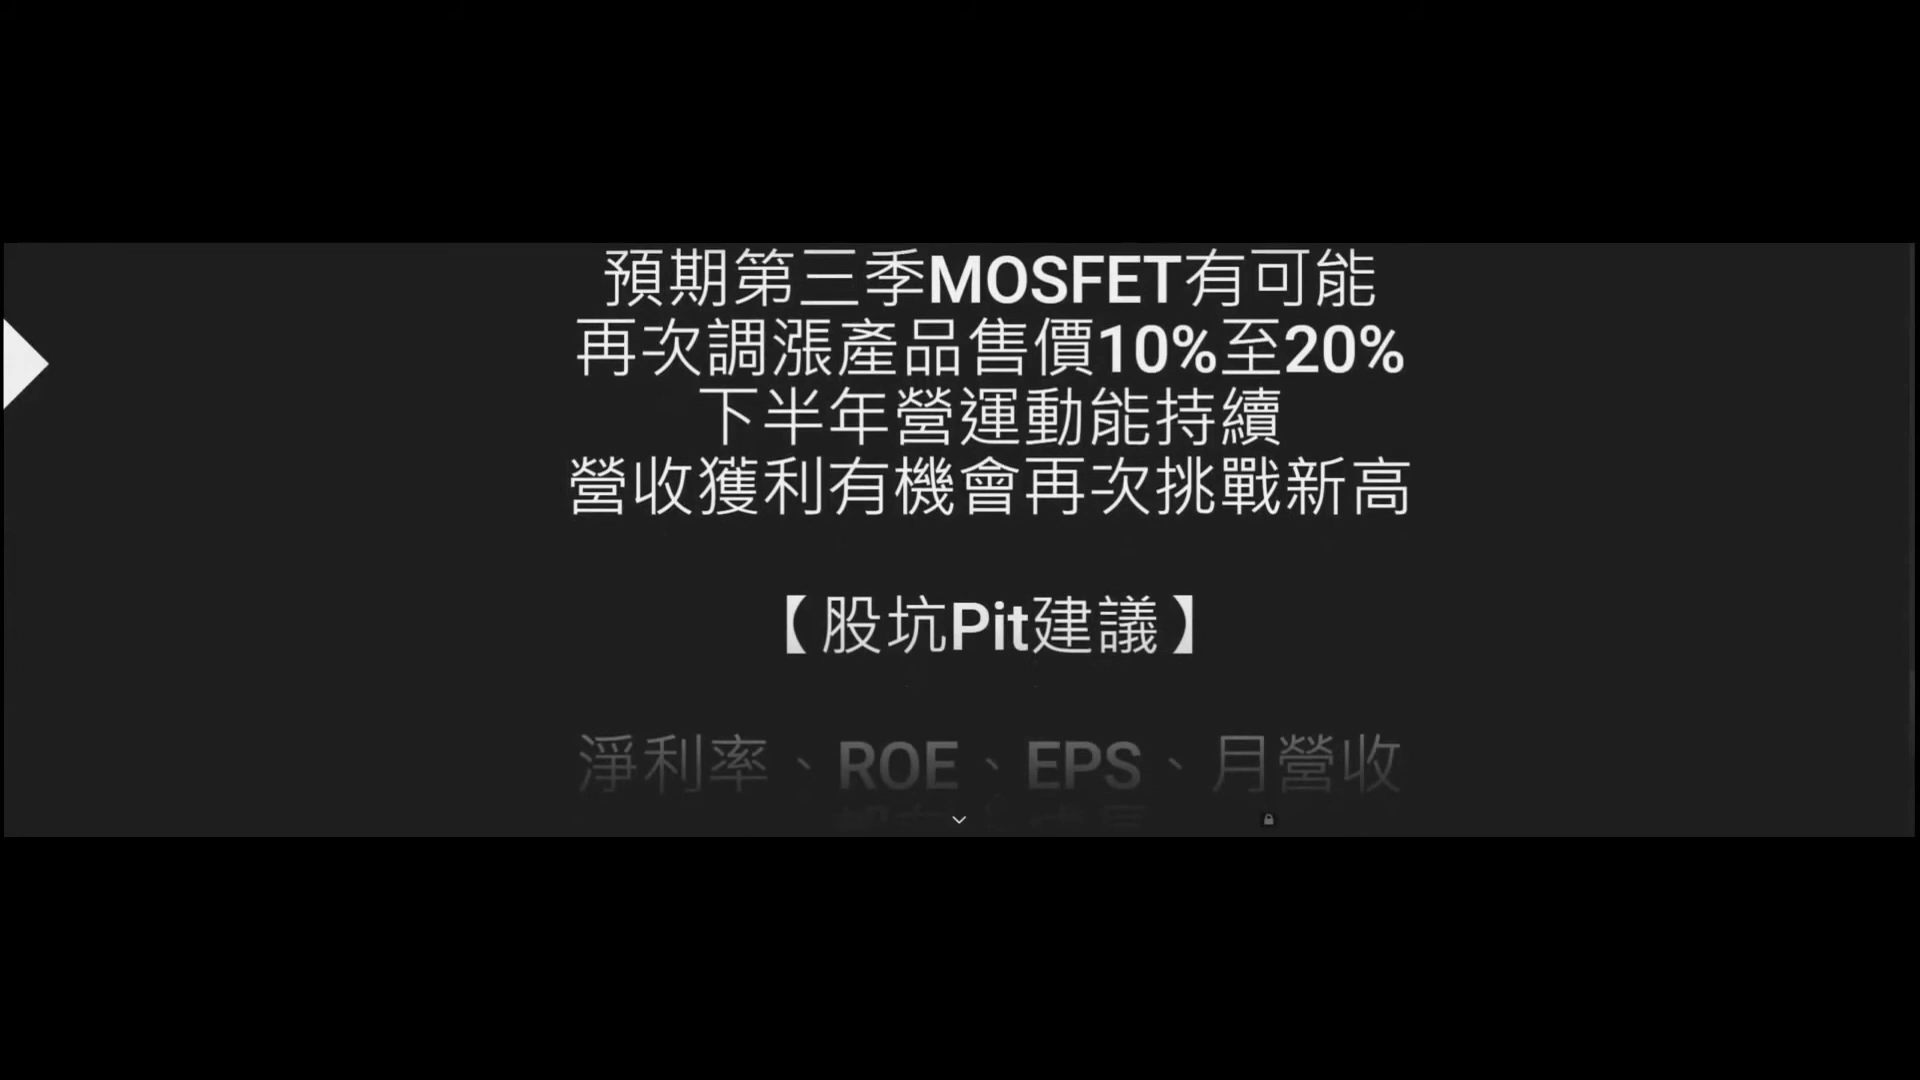 預期第三季MOSFET有可能
再次調漲產品售價10%至20%
下半年營運動能持續
營收獲利有機會再次挑戰新高
【股坑Pit建議】
淨利率、ROE、EPS、月營收